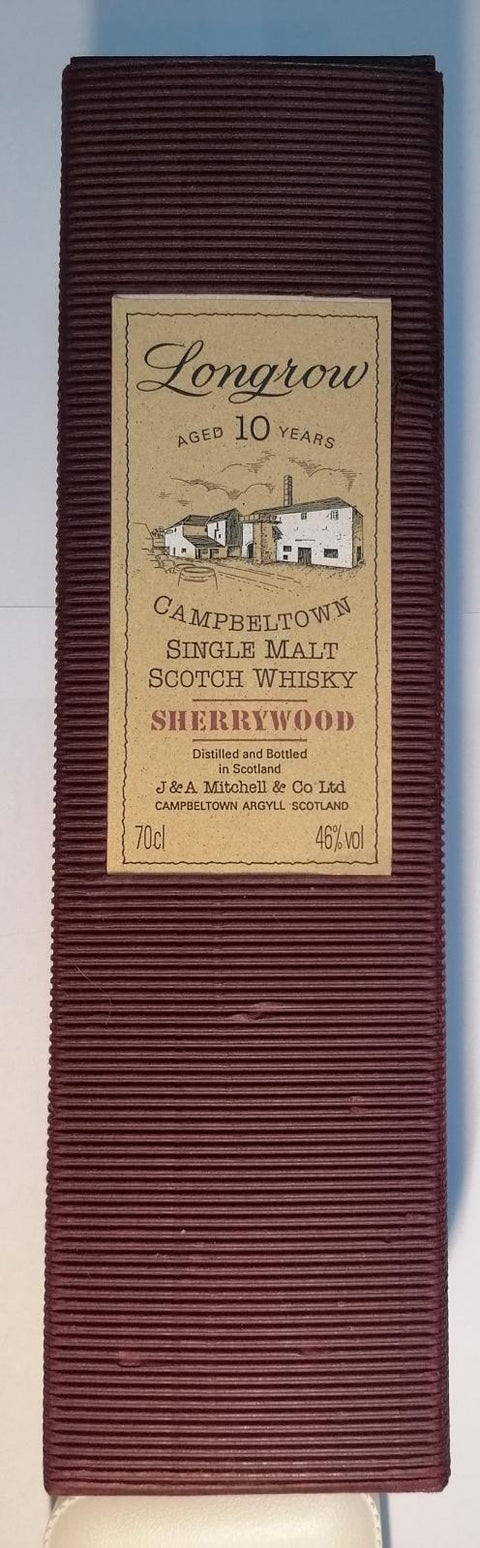 Longrow
AGED 10 YEARS
CAMPBELTOWN
SINGLE MALT
SCOTCH WHISKY
SHERRYWOOD
Distilled and Bottled
in Scotland
J & A Mitchell & Co Ltd
CAMPBELTOWN ARGYLL SCOTLAND
70cl 46% vol